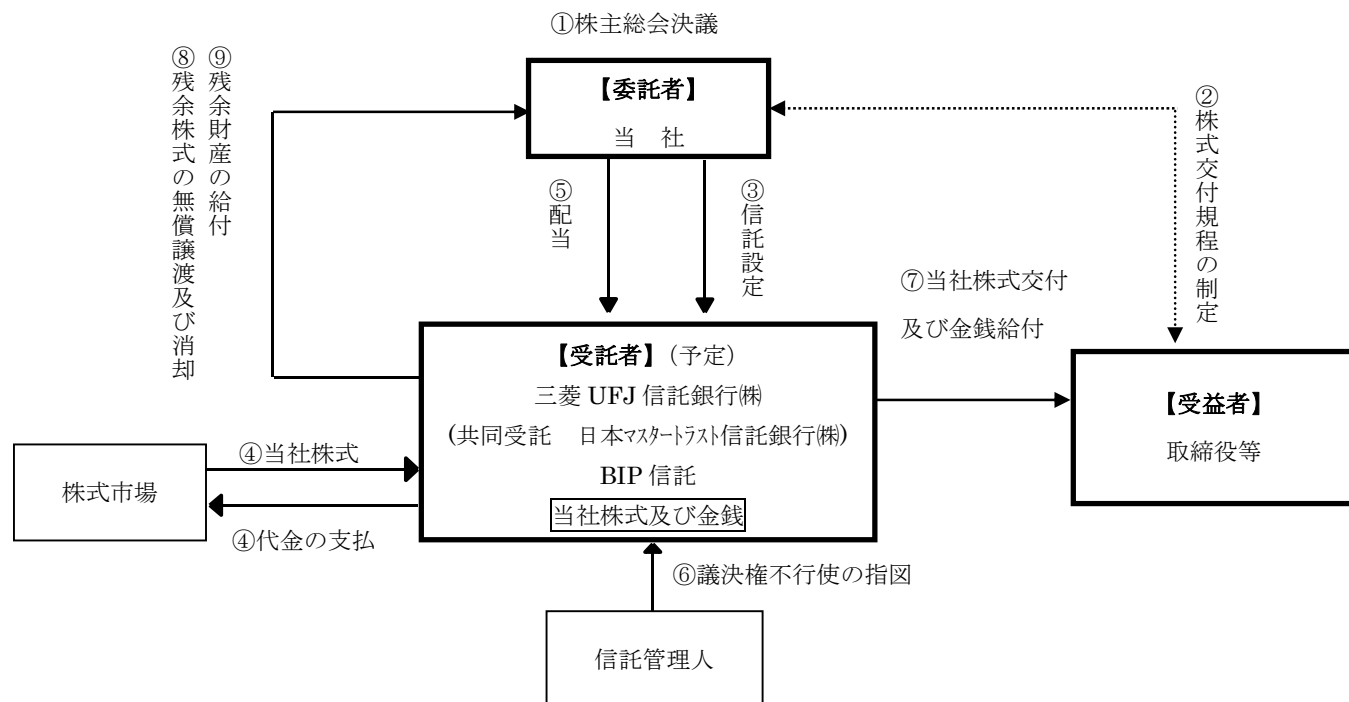 ①株主総会決議
⑧残余株式の無償譲渡及び消却
⑨残余財産の給付
【委託者】
当　社
②株式交付規程の制定
⑤配当
③信託設定
⑦当社株式交付
及び金銭給付
【受託者】（予定）
三菱 UFJ 信託銀行㈱
(共同受託　日本ﾏｽﾀｰﾄﾗｽﾄ信託銀行㈱)
BIP 信託
当社株式及び金銭
【受益者】
取締役等
株式市場
④当社株式
④代金の支払
⑥議決権不行使の指図
信託管理人